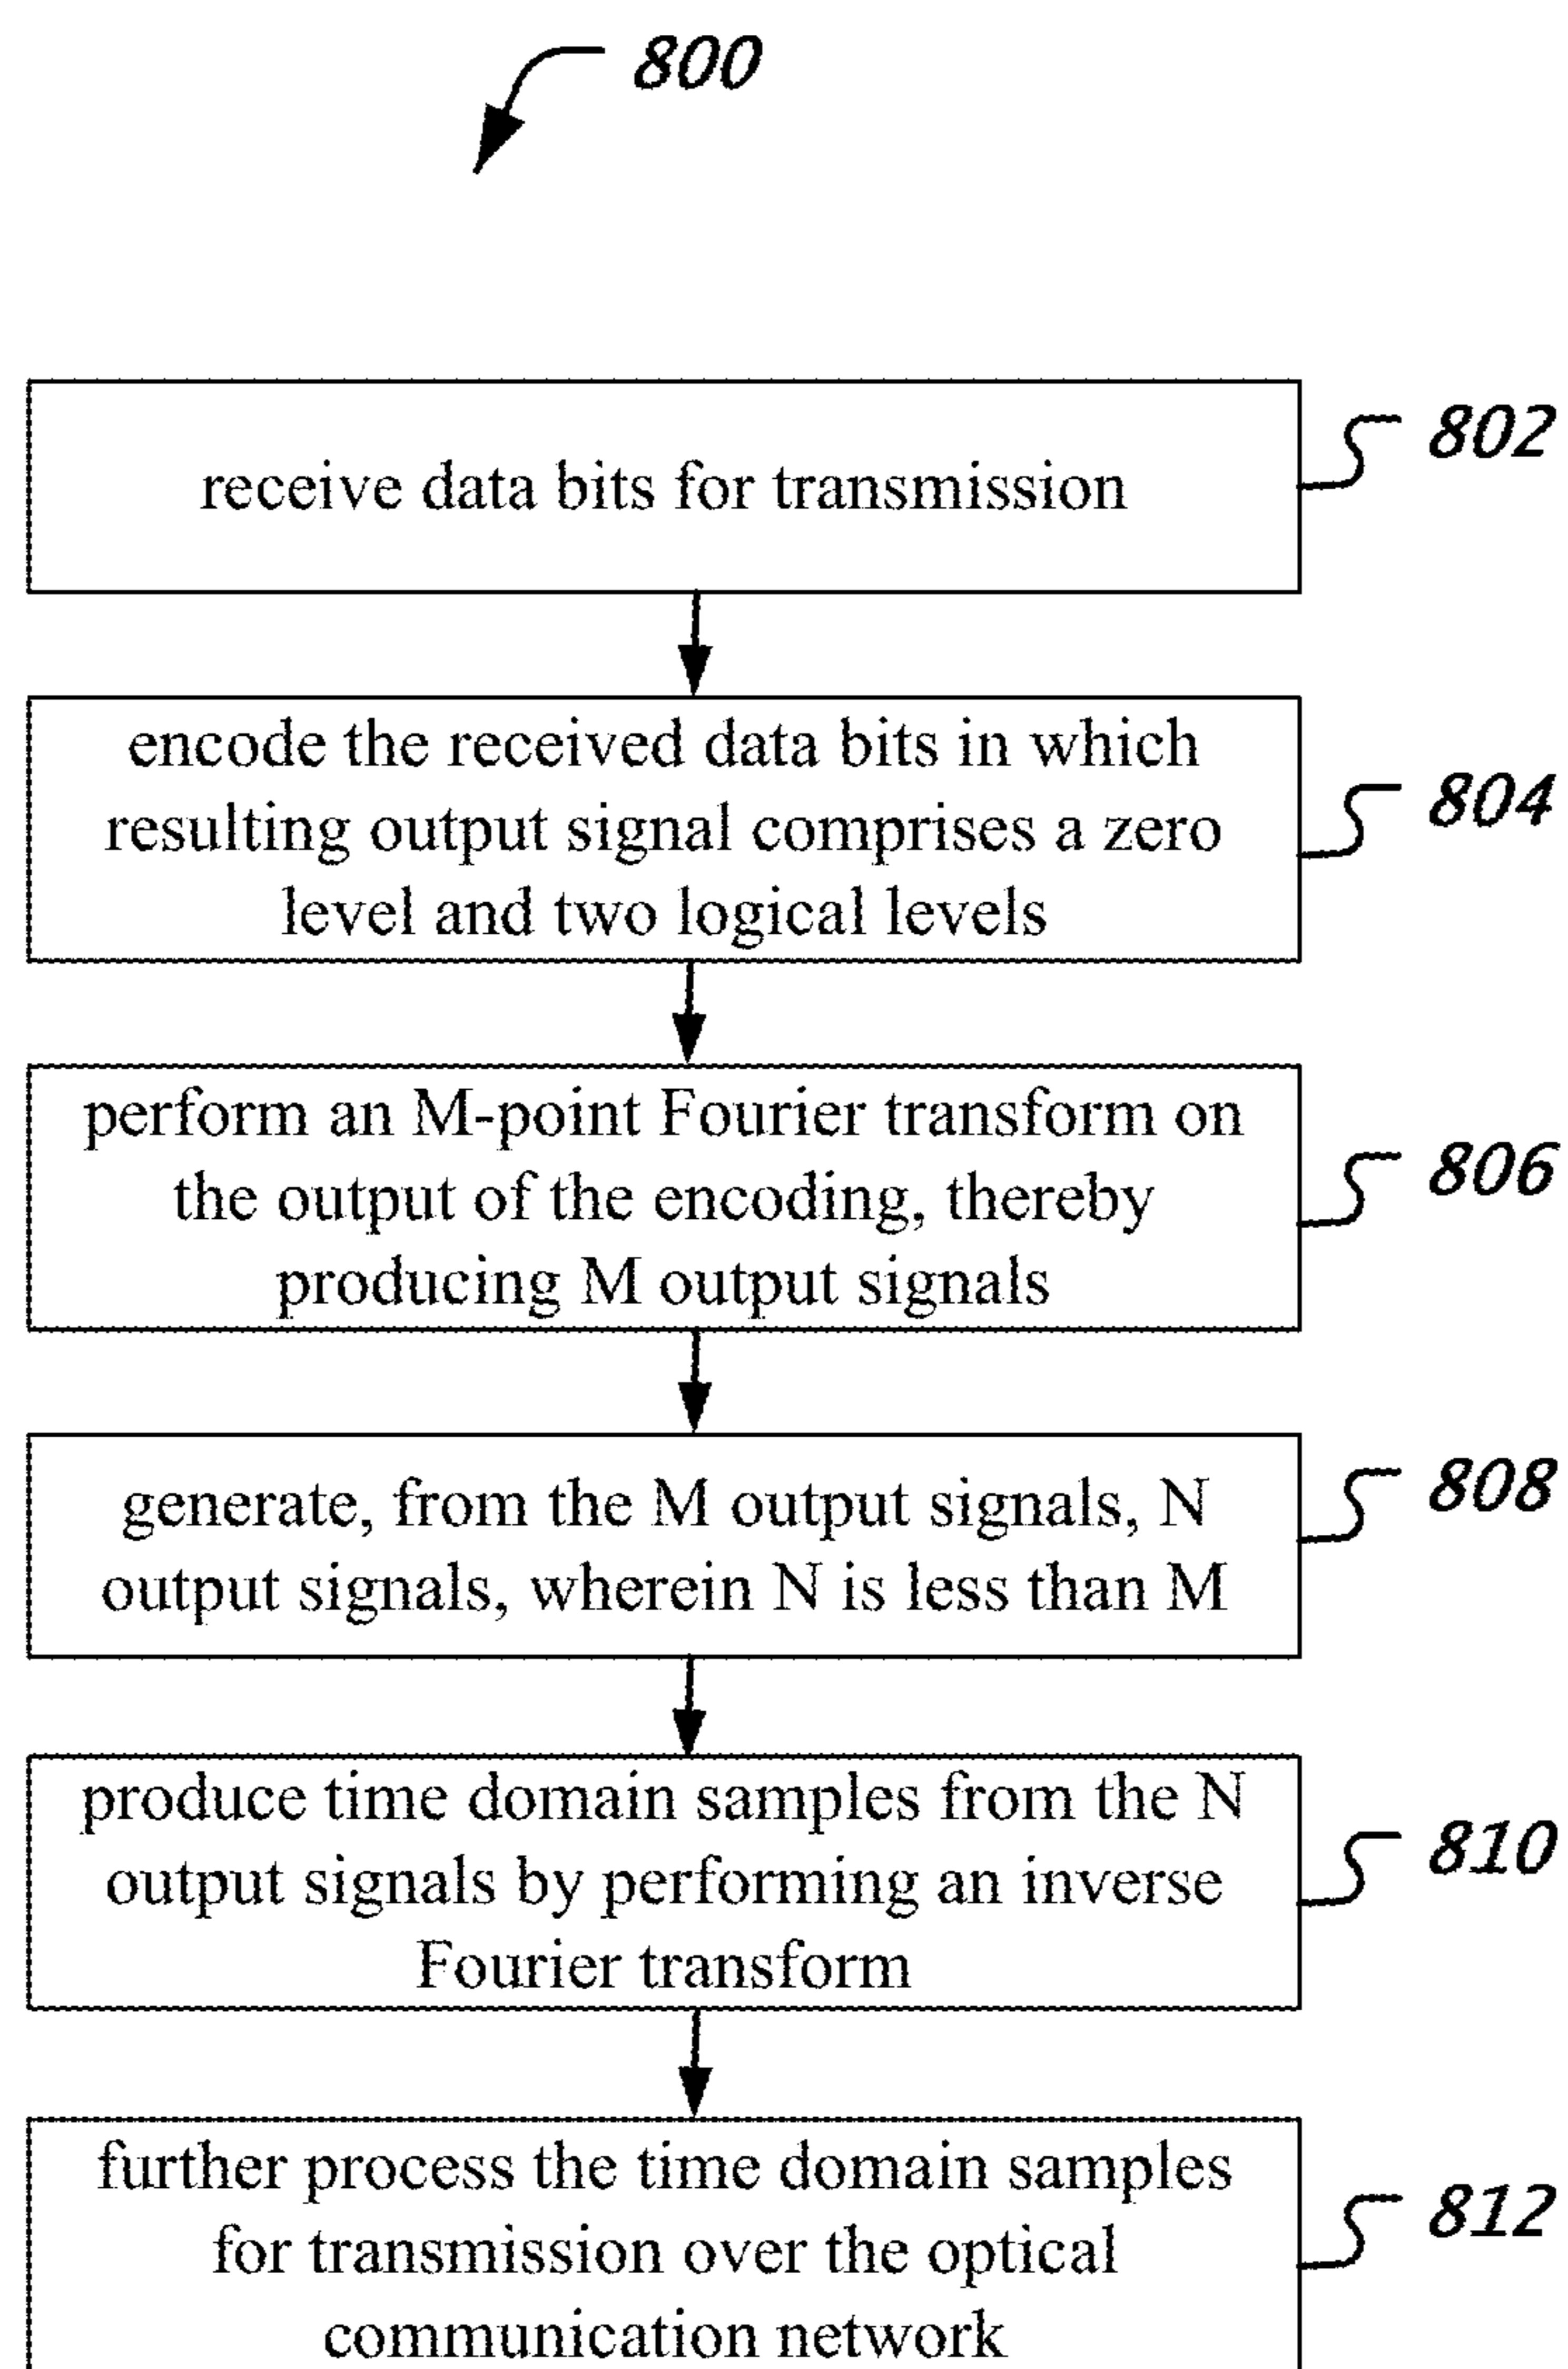 800
receive data bits for transmission
802
encode the received data bits in which
resulting output signal comprises a zero
level and two logical levels
804
perform an M-point Fourier transform on
the output of the encoding, thereby
producing M output signals
806
generate, from the M output signals, N
output signals, wherein N is less than M
808
produce time domain samples from the N
output signals by performing an inverse
Fourier transform
810
further process the time domain samples
for transmission over the optical
communication network
812